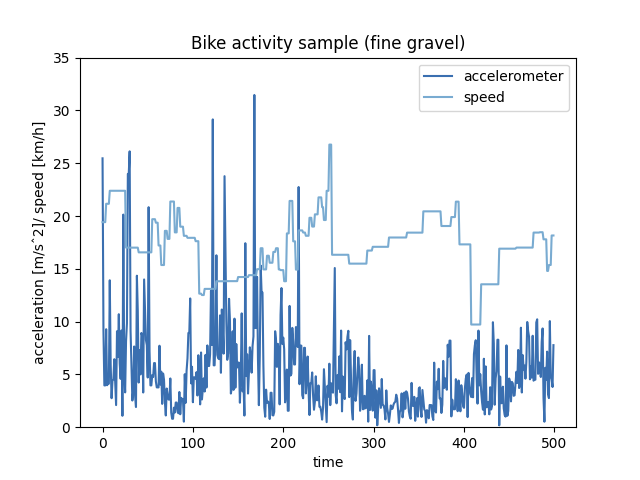 Bike activity sample (fine gravel)
accelerometer
speed
acceleration [m/s^2]/ speed [km/h]
35
30
25
20
15
10
5
0
0 100 200 300 400 500
time